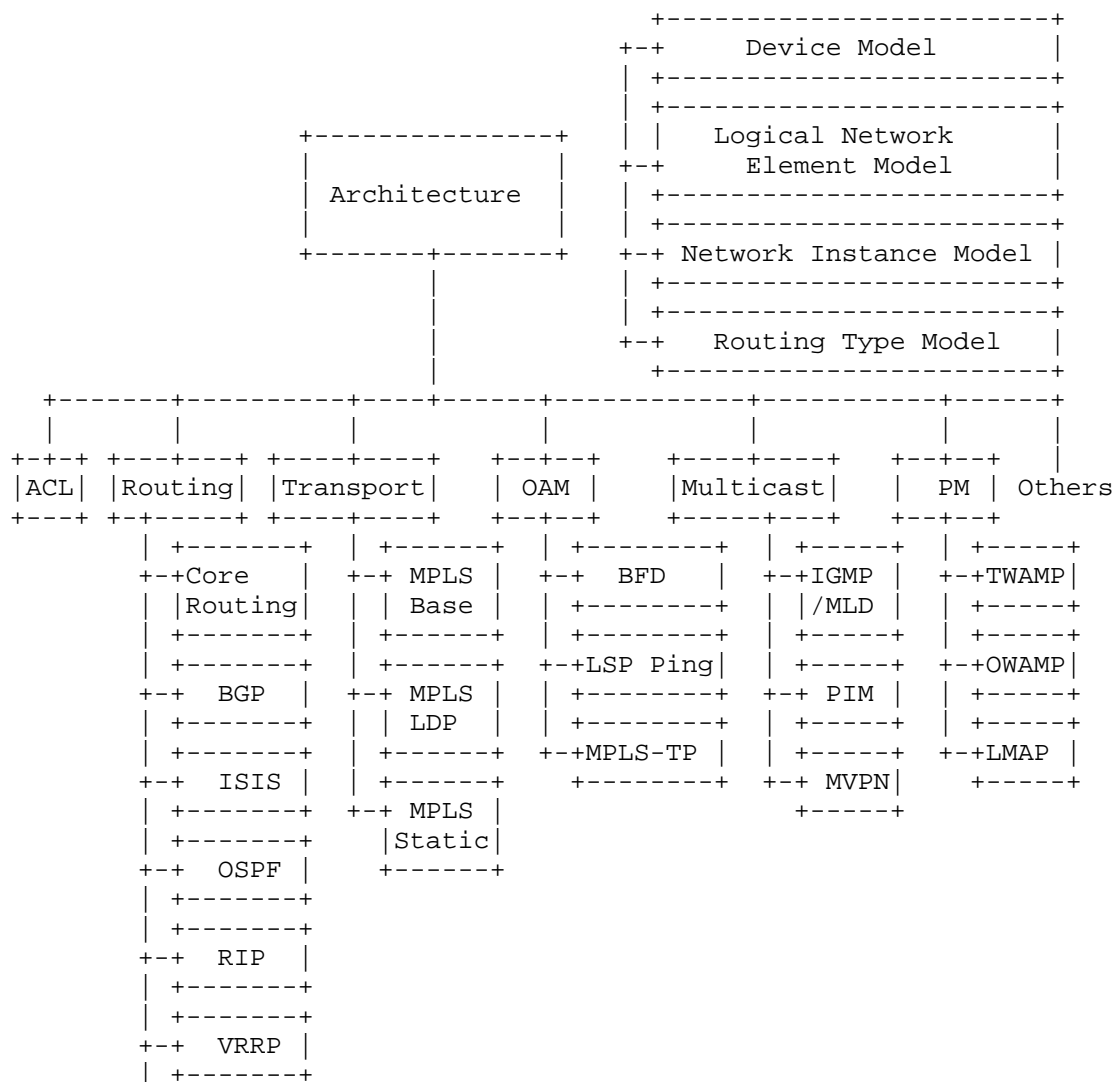 Device Model
Logical Network
Element Model
Architecture
Network Instance Model
Routing Type Model
ACL Routing Transport OAM Multicast PM Others
Core MPLS BFD IGMP TWAMP
Routing Base /MLD
LSP Ping OWAMP
BGP MPLS PIM
LDP
MPLS-TP LMAP
ISIS MVPN
MPLS
Static
OSPF
RIP
VRRP